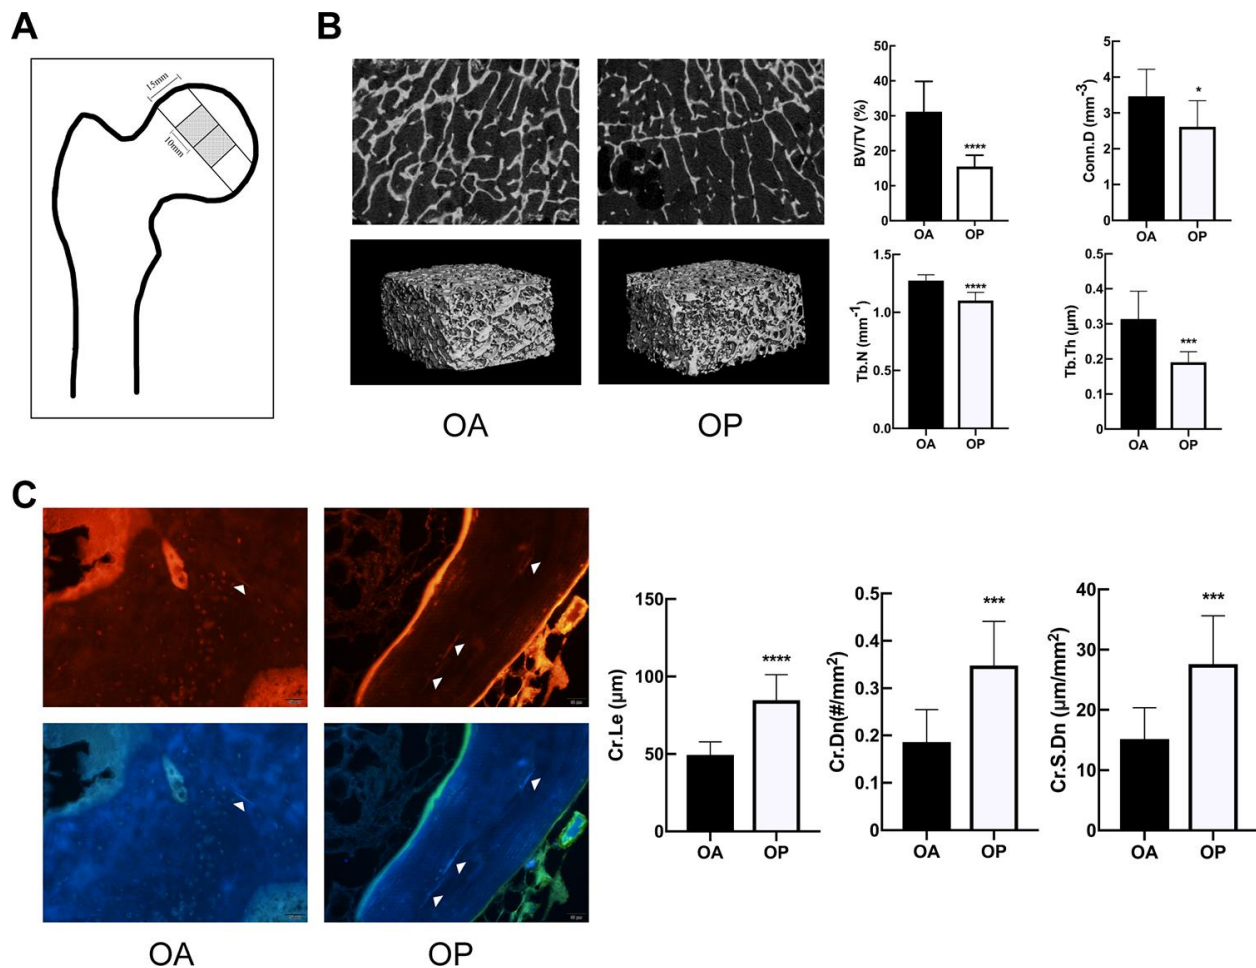 A
15mm
10mm
B
OA
OP
BV/TV (%)
50
40
30
20
10
0
****
OA
OP
Conn.D (mm-3)
5
4
3
2
1
0
*
OA
OP
Tb.N (mm-1)
1.5
1.0
0.5
0.0
****
OA
OP
Tb.Th (μm)
0.5
0.4
0.3
0.2
0.1
0
***
OA
OP
C
OA
OP
Cr.Le (μm)
150
100
50
0
****
OA
OP
Cr.Dn(#/mm2)
0.5
0.4
0.3
0.2
0.1
0
***
OA
OP
Cr.S.Dn (μm/mm2)
40
30
20
10
0
***
OA
OP